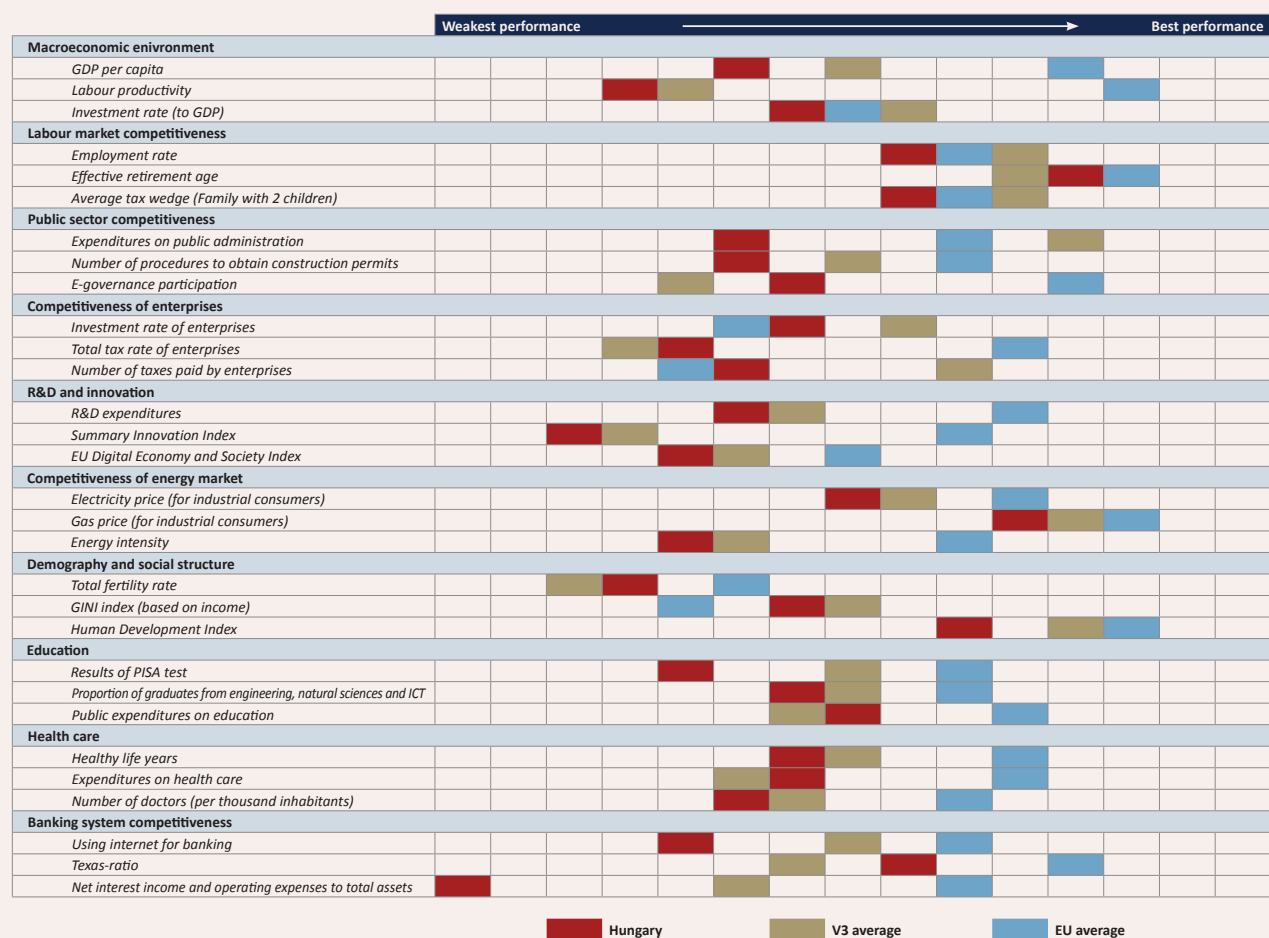 Weakest performance Best performance
Macroeconomic enivronment
GDP per capita
Labour productivity
Investment rate (to GDP)
Labour market competitiveness
Employment rate
Effective retirement age
Average tax wedge (Family with 2 children)
Public sector competitiveness
Expenditures on public administration
Number of procedures to obtain construction permits
E-governance participation
Competitiveness of enterprises
Investment rate of enterprises
Total tax rate of enterprises
Number of taxes paid by enterprises
R&D and innovation
R&D expenditures
Summary Innovation Index
EU Digital Economy and Society Index
Competitiveness of energy market
Electricity price (for industrial consumers)
Gas price (for industrial consumers)
Energy intensity
Demography and social structure
Total fertility rate
GINI index (based on income)
Human Development Index
Education
Results of PISA test
Proportion of graduates from engineering, natural sciences and ICT
Public expenditures on education
Health care
Healthy life years
Expenditures on health care
Number of doctors (per thousand inhabitants)
Banking system competitiveness
Using internet for banking
Texas-ratio
Net interest income and operating expenses to total assets
Hungary V3 average EU average